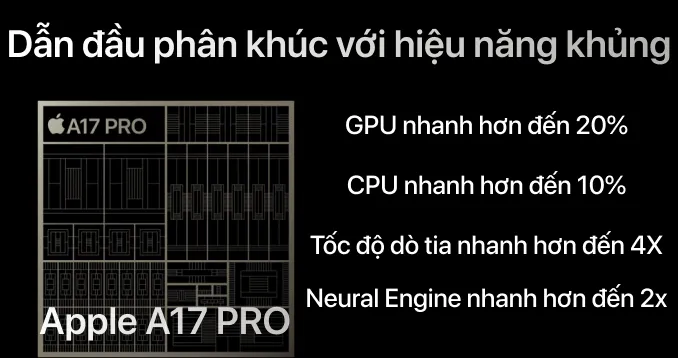 Dẫn đầu phân khúc với hiệu năng khủng
A17 PRO
GPU nhanh hơn đến 20%
CPU nhanh hơn đến 10%
Tốc độ dò tia nhanh hơn đến 4X
Neural Engine nhanh hơn đến 2x
Apple A17 PRO